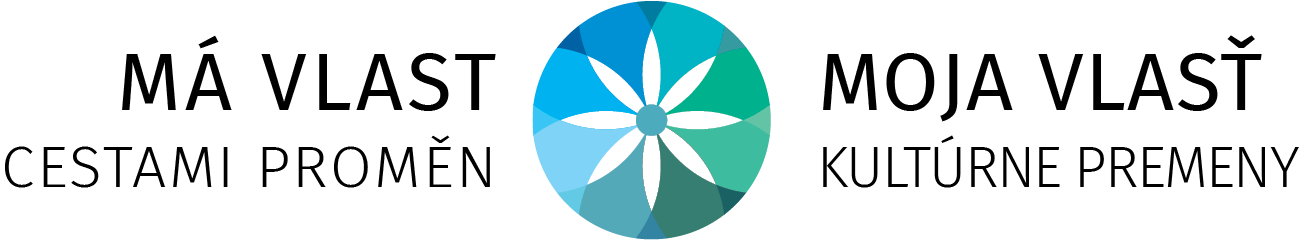 MÁ VLAST
CESTAMI PROMĚN
MOJA VLASŤ
KULTÚRNE PREMENY